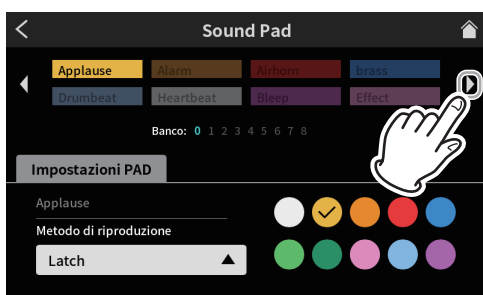 Sound Pad
Applause Alarm Airhorn brass
Drumbeat Heartbeat Bleep Effect
Banco: 0 1 2 3 4 5 6 7 8
Impostazioni PAD
Applause
Metodo di riproduzione
Latch